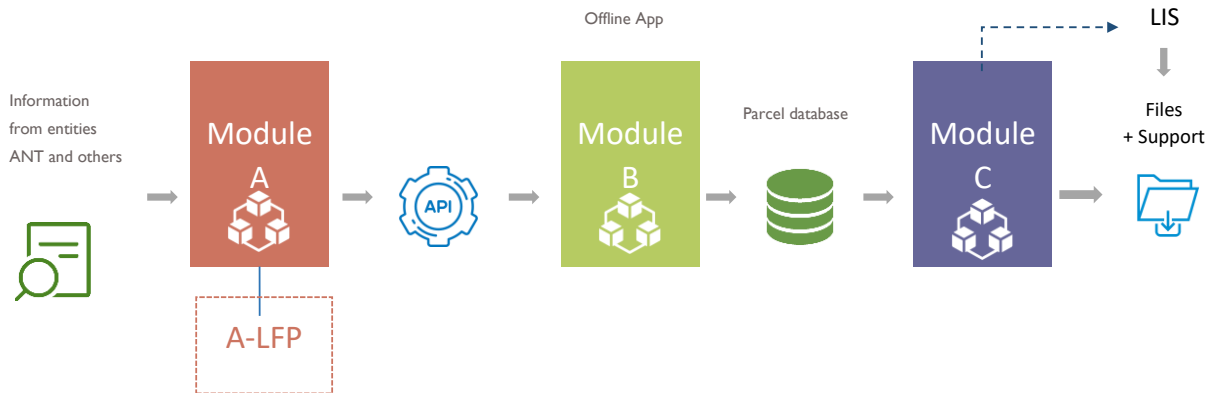 Offline App
LIS
Information
from entities
ANT and others
Module
A
API
Module
B
Parcel database
Module
C
Files
+ Support
A-LFP